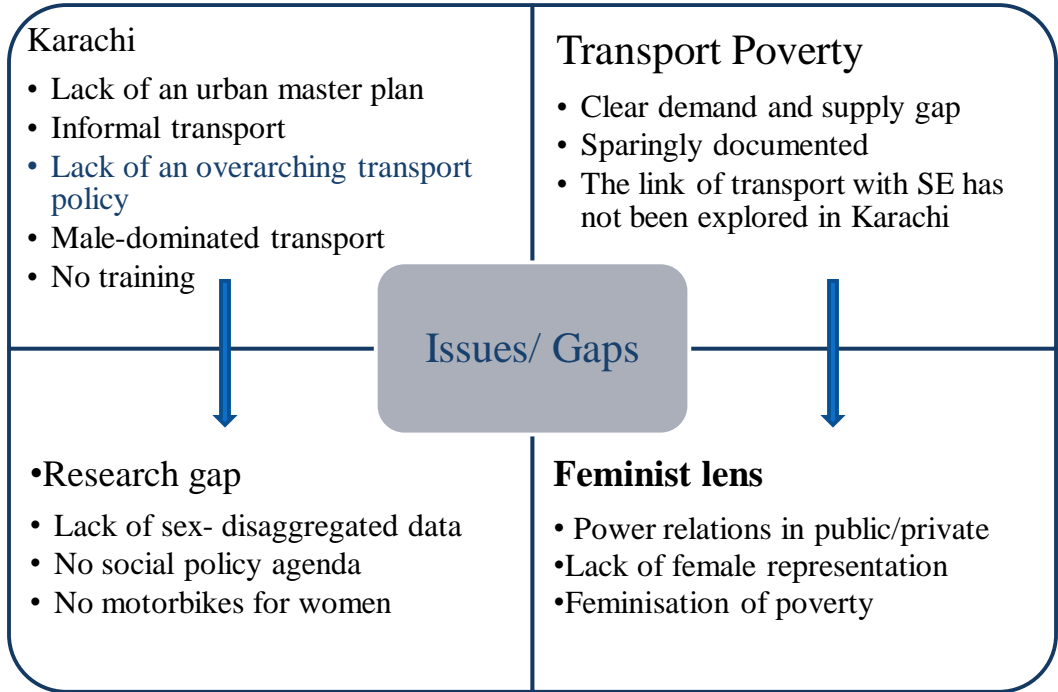 Karachi
• Lack of an urban master plan
• Informal transport
• Lack of an overarching transport
policy
• Male-dominated transport
• No training
Transport Poverty
• Clear demand and supply gap
• Sparingly documented
• The link of transport with SE has
not been explored in Karachi
Issues/ Gaps
•Research gap
• Lack of sex- disaggregated data
• No social policy agenda
• No motorbikes for women
Feminist lens
• Power relations in public/private
•Lack of female representation
•Feminisation of poverty